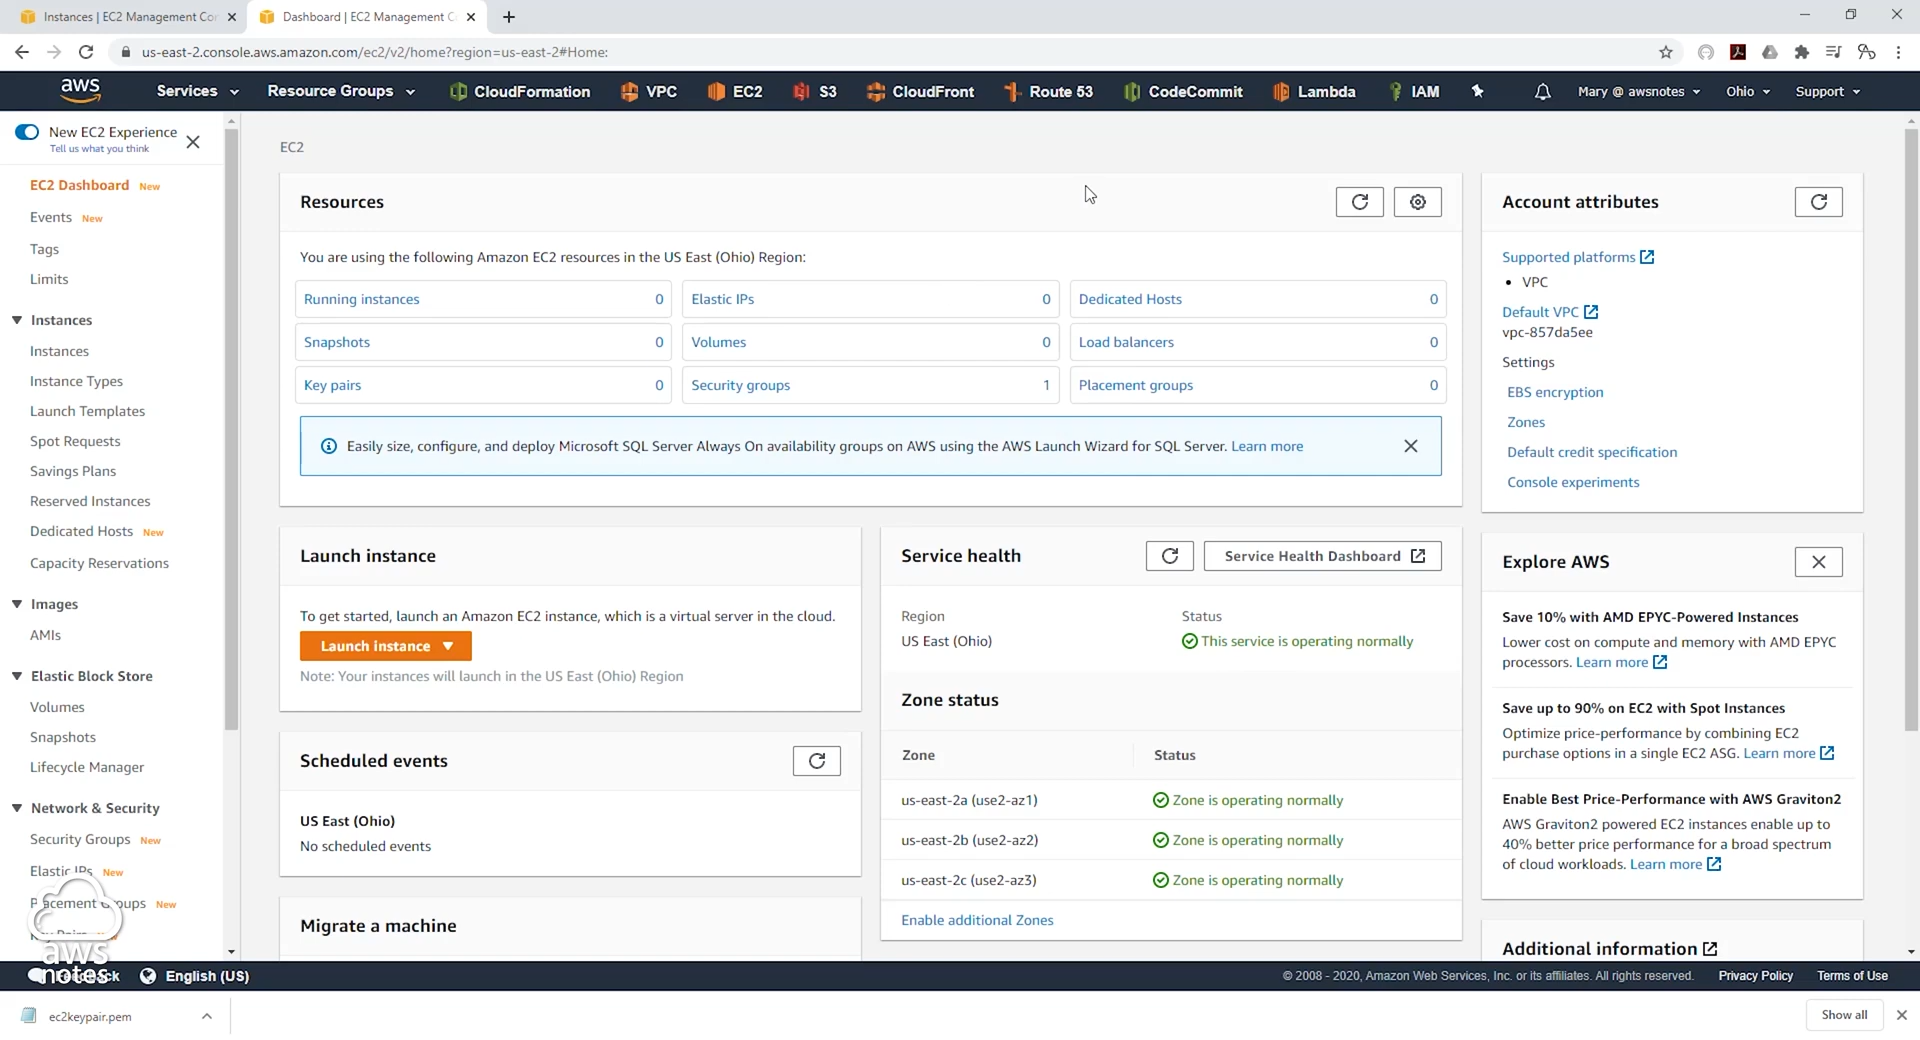 Instances | EC2 Management Con
Dashboard | EC2 Management C
us-east-2.console.aws.amazon.com/ec2/v2/home?region=us-east-2#Home:
aws
Services
Resource Groups
CloudFormation
VPC
EC2
S3
CloudFront
Route 53
CodeCommit
Lambda
IAM
Mary @ awsnotes
Ohio
Support
New EC2 Experience
Tell us what you think
EC2 Dashboard New
Events New
Tags
Limits
Instances
Instances
Instance Types
Launch Templates
Spot Requests
Savings Plans
Reserved Instances
Dedicated Hosts New
Capacity Reservations
Images
AMIs
Elastic Block Store
Volumes
Snapshots
Lifecycle Manager
Network & Security
Security Groups New
Elastic IPs New
Placement Groups New
aws
notes
EC2
Resources
You are using the following Amazon EC2 resources in the US East (Ohio) Region:
Running instances 0
Elastic IPs 0
Dedicated Hosts 0
Snapshots 0
Volumes 0
Load balancers 0
Key pairs 0
Security groups 1
Placement groups 0
Easily size, configure, and deploy Microsoft SQL Server Always On availability groups on AWS using the AWS Launch Wizard for SQL Server. Learn more
Launch instance
To get started, launch an Amazon EC2 instance, which is a virtual server in the cloud.
Launch instance
Note: Your instances will launch in the US East (Ohio) Region
Scheduled events
US East (Ohio)
No scheduled events
Migrate a machine
Service health
Service Health Dashboard
Region
Status
US East (Ohio)
This service is operating normally
Zone status
Zone
Status
us-east-2a (use2-az1)
Zone is operating normally
us-east-2b (use2-az2)
Zone is operating normally
us-east-2c (use2-az3)
Zone is operating normally
Enable additional Zones
Account attributes
Supported platforms
• VPC
Default VPC
vpc-857da5ee
Settings
EBS encryption
Zones
Default credit specification
Console experiments
Explore AWS
Save 10% with AMD EPYC-Powered Instances
Lower cost on compute and memory with AMD EPYC
processors. Learn more
Save up to 90% on EC2 with Spot Instances
Optimize price-performance by combining EC2
purchase options in a single EC2 ASG. Learn more
Enable Best Price-Performance with AWS Graviton2
AWS Graviton2 powered EC2 instances enable up to
40% better price performance for a broad spectrum
of cloud workloads. Learn more
Additional information
English (US)
© 2008 - 2020, Amazon Web Services, Inc. or its affiliates. All rights reserved.
Privacy Policy
Terms of Use
ec2keypair.pem
Show all